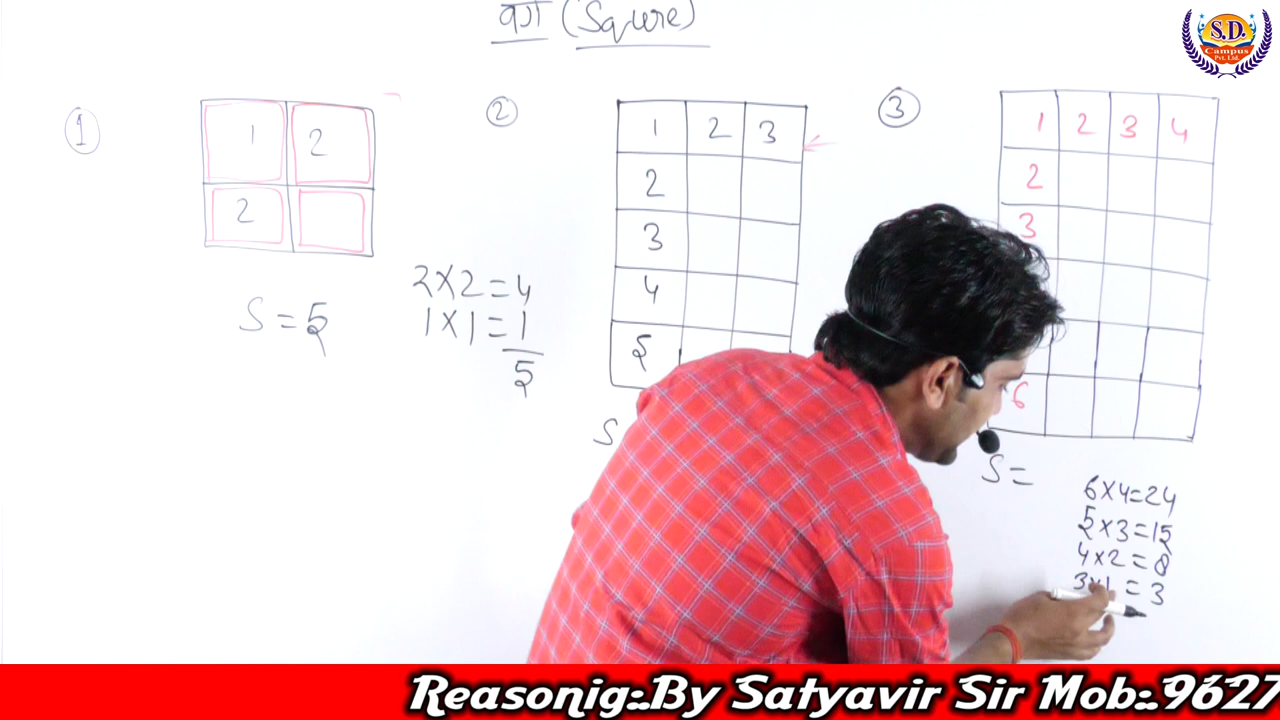 वर्ग (Squre)
S.D.
Campus
Pvt. Ltd.
1
1 2
2
S = 5
2×2=4
1×1=1
5
2
1 2 3
2
3
4
5
S
3
1 2 3 4
2
3
6
S=
6×4=24
5×3=15
4×2=8
3×1=3
Reasonig:.By Satyavir Sir Mob:.9627